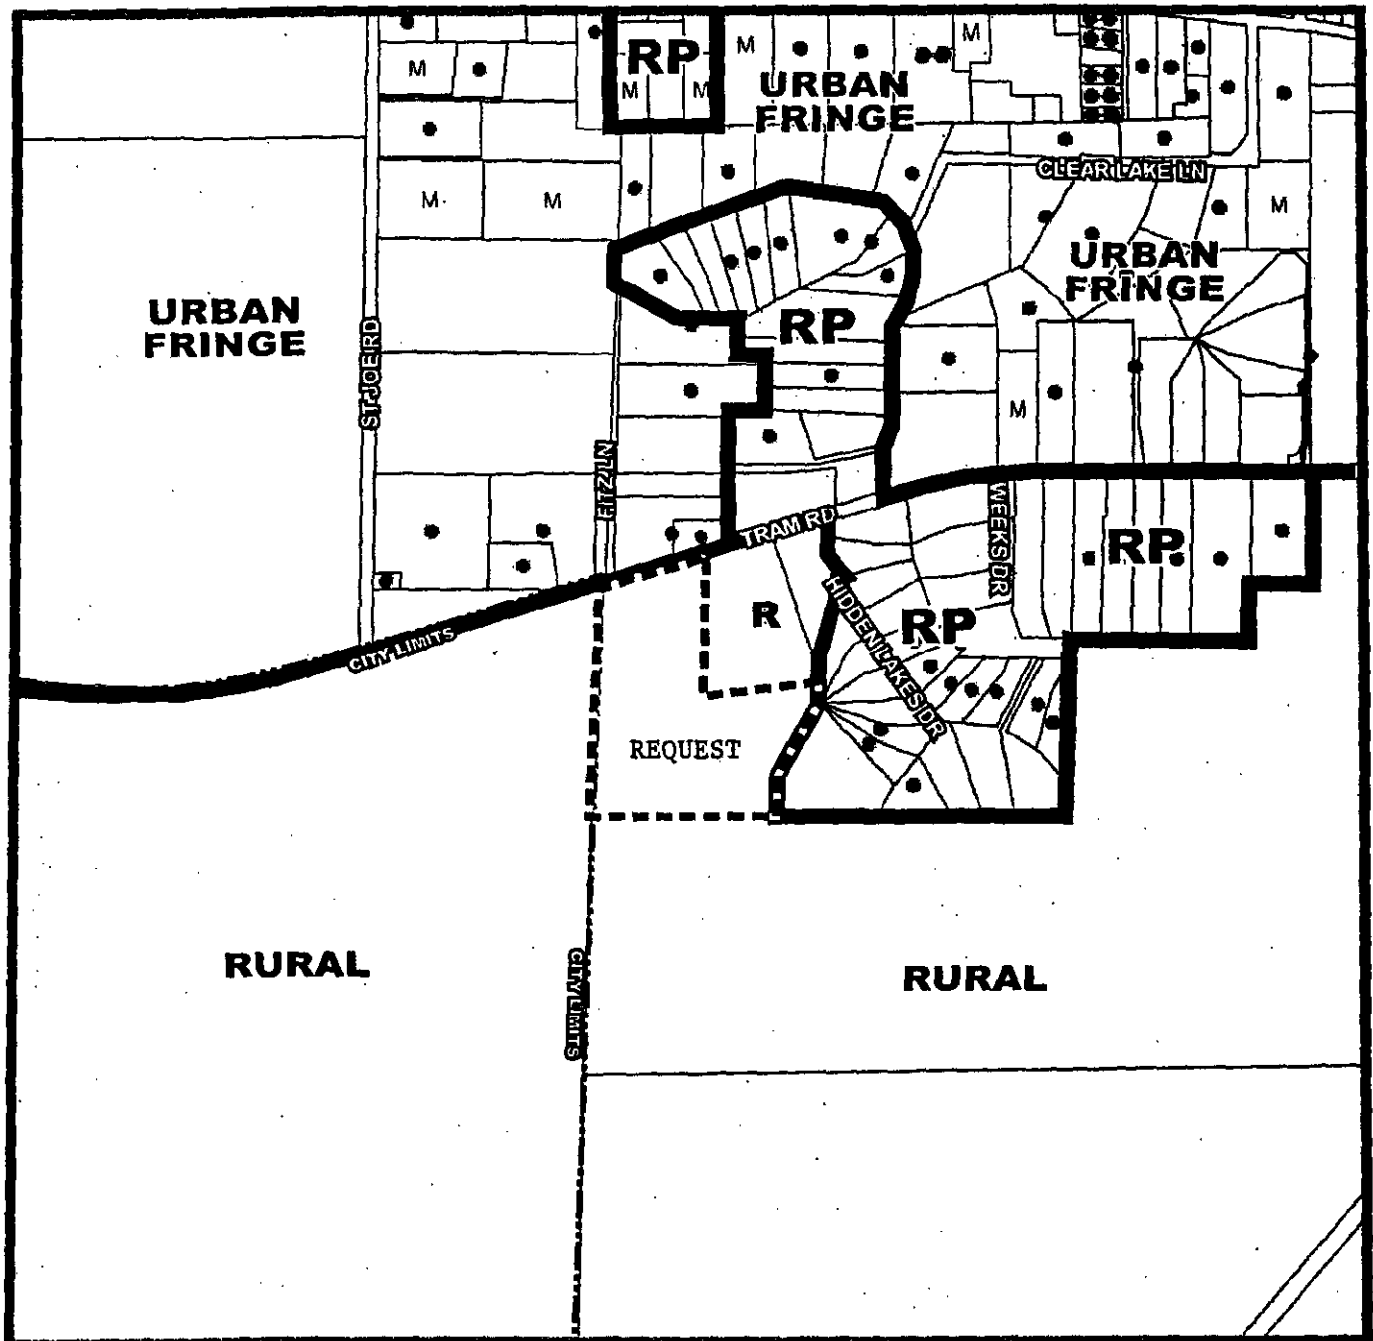 M
RP
M
M
URBAN
FRINGE
M
M
CLEAR LAKE LN
M
M
M
URBAN
FRINGE
URBAN
FRINGE
RP
ST JOE RD
M
FITZ LN
TRAM RD
WEEKS DR
RP
R
HIDDEN LAKES DR
RP
CITY LIMITS
REQUEST
RURAL
RURAL
CITY LIMITS